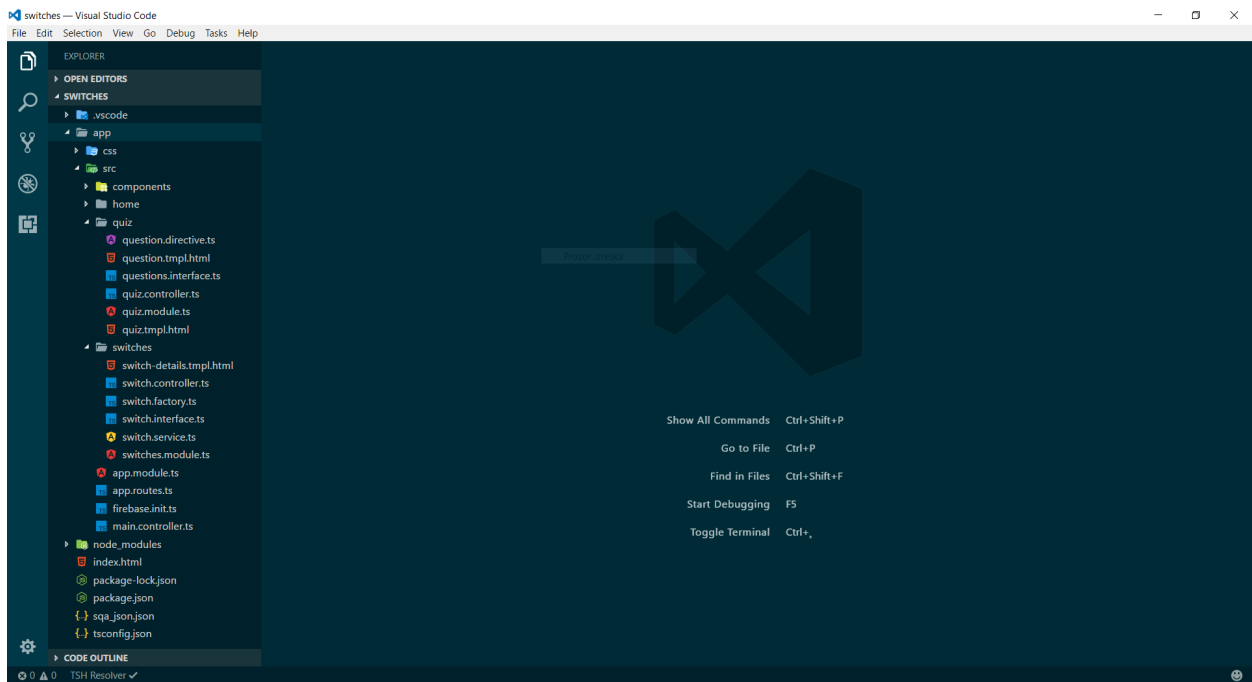 switches — Visual Studio Code
File Edit Selection View Go Debug Tasks Help
EXPLORER
OPEN EDITORS
SWITCHES
.vscode
app
css
src
components
home
quiz
question.directive.ts
question.tmpl.html
questions.interface.ts
quiz.controller.ts
quiz.module.ts
quiz.tmpl.html
switches
switch-details.tmpl.html
switch.controller.ts
switch.factory.ts
switch.interface.ts
switch.service.ts
switches.module.ts
app.module.ts
app.routes.ts
firebase.init.ts
main.controller.ts
node_modules
index.html
package-lock.json
package.json
sqa_json.json
tsconfig.json
CODE OUTLINE
Show All Commands Ctrl+Shift+P
Go to File Ctrl+P
Find in Files Ctrl+Shift+F
Start Debugging F5
Toggle Terminal Ctrl+¸
0 0 TSH Resolver ✓